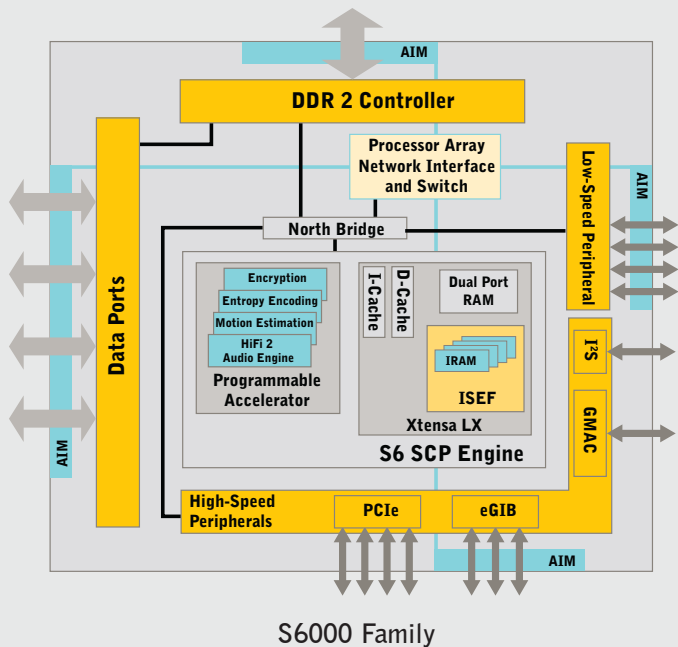 AIM
DDR 2 Controller
Processor Array
Network Interface
and Switch
Low-Speed Peripheral
AIM
North Bridge
Data Ports
AIM
Encryption
Entropy Encoding
Motion Estimation
HiFi 2
Audio Engine
Programmable
Accelerator
I-Cache
D-Cache
Dual Port
RAM
IRAM
ISEF
Xtensa LX
S6 SCP Engine
I²S
GMAC
High-Speed
Peripherals
PCIe
eGIB
AIM
S6000 Family